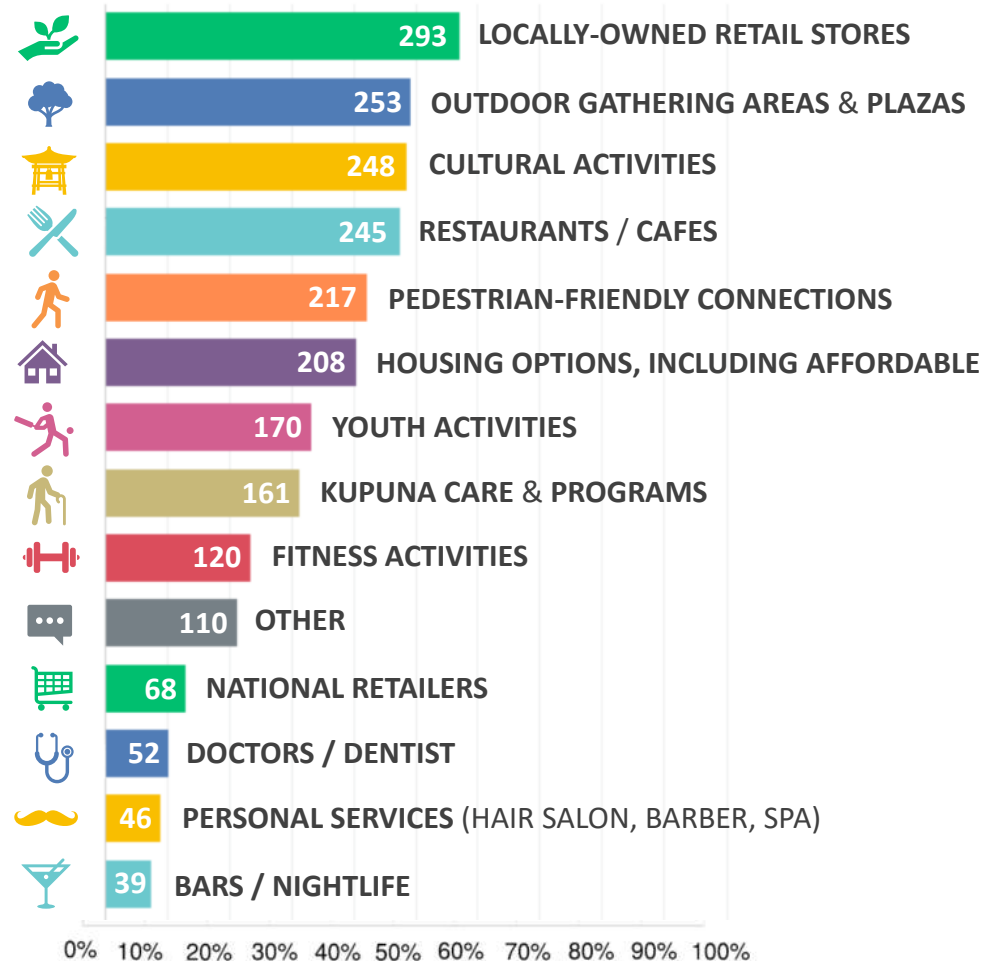 293 LOCALLY-OWNED RETAIL STORES
253 OUTDOOR GATHERING AREAS & PLAZAS
248 CULTURAL ACTIVITIES
245 RESTAURANTS / CAFES
217 PEDESTRIAN-FRIENDLY CONNECTIONS
208 HOUSING OPTIONS, INCLUDING AFFORDABLE
170 YOUTH ACTIVITIES
161 KUPUNA CARE & PROGRAMS
120 FITNESS ACTIVITIES
110 OTHER
68 NATIONAL RETAILERS
52 DOCTORS / DENTIST
46 PERSONAL SERVICES (HAIR SALON, BARBER, SPA)
39 BARS / NIGHTLIFE
0% 10% 20% 30% 40% 50% 60% 70% 80% 90% 100%